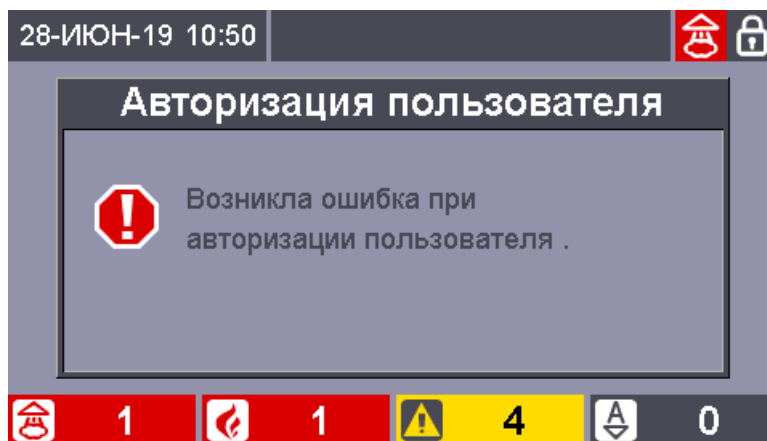 28-ИЮН-19 10:50
Авторизация пользователя
Возникла ошибка при
авторизации пользователя .
1 1 4 A 0